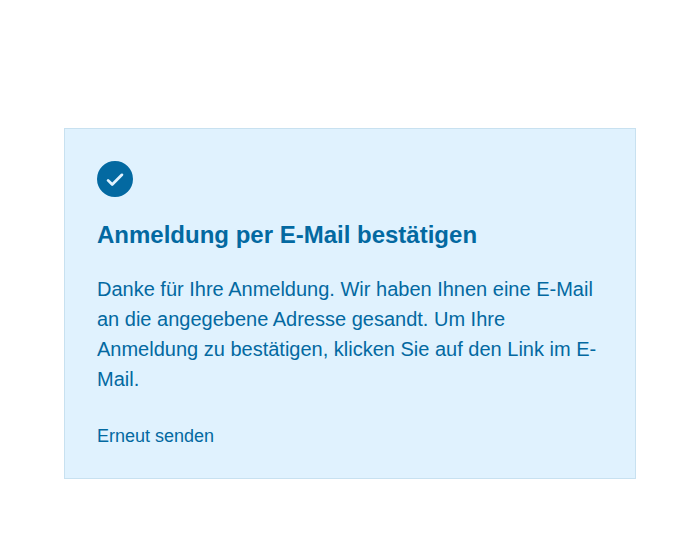 Anmeldung per E-Mail bestätigen
Danke für Ihre Anmeldung. Wir haben Ihnen eine E-Mail
an die angegebene Adresse gesandt. Um Ihre
Anmeldung zu bestätigen, klicken Sie auf den Link im E-
Mail.
Erneut senden